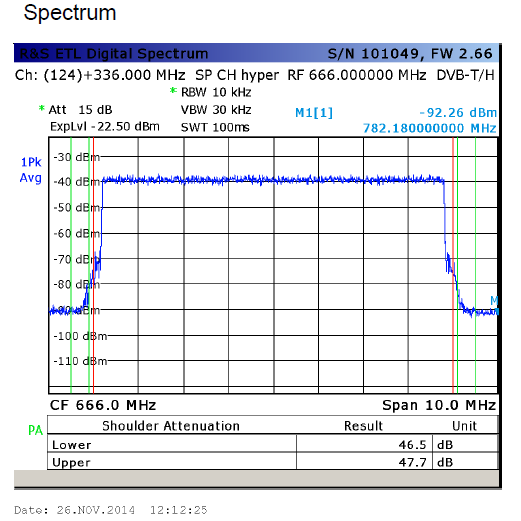 Spectrum
R&S ETL Digital Spectrum S/N 101049, FW 2.66
Ch: (124)+336.000 MHz SP CH hyper RF 666.000000 MHz DVB-T/H
* RBW 10 kHz
* Att 15 dB VBW 30 kHz M1[1] -92.26 dBm
ExpLvl -22.50 dBm SWT 100ms 782.180000000 MHz
1Pk
Avg
-30 dBm
-40 dBm
-50 dBm
-60 dBm
-70 dBm
-80 dBm
-90 dBm
M
-100 dBm
-110 dBm
CF 666.0 MHz Span 10.0 MHz
PA
Shoulder Attenuation Result Unit
Lower 46.5 dB
Upper 47.7 dB
Date: 26.NOV.2014 12:12:25